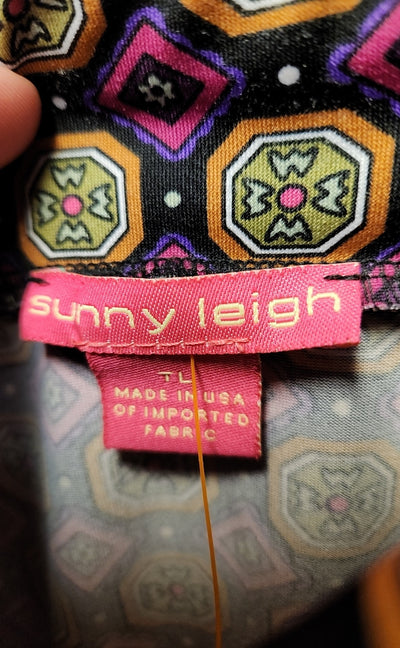 sunny leigh
TL
MADE IN USA
OF IMPORTED
FABRIC